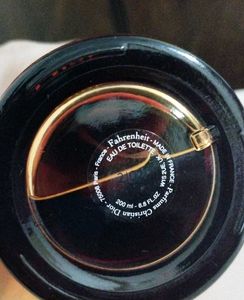 Fahrenheit - MADE IN FRANCE - Parfums Christian Dior - 75008 Paris - France -
EAU DE TOILETTE
200 ml - 6.8 FL. OZ